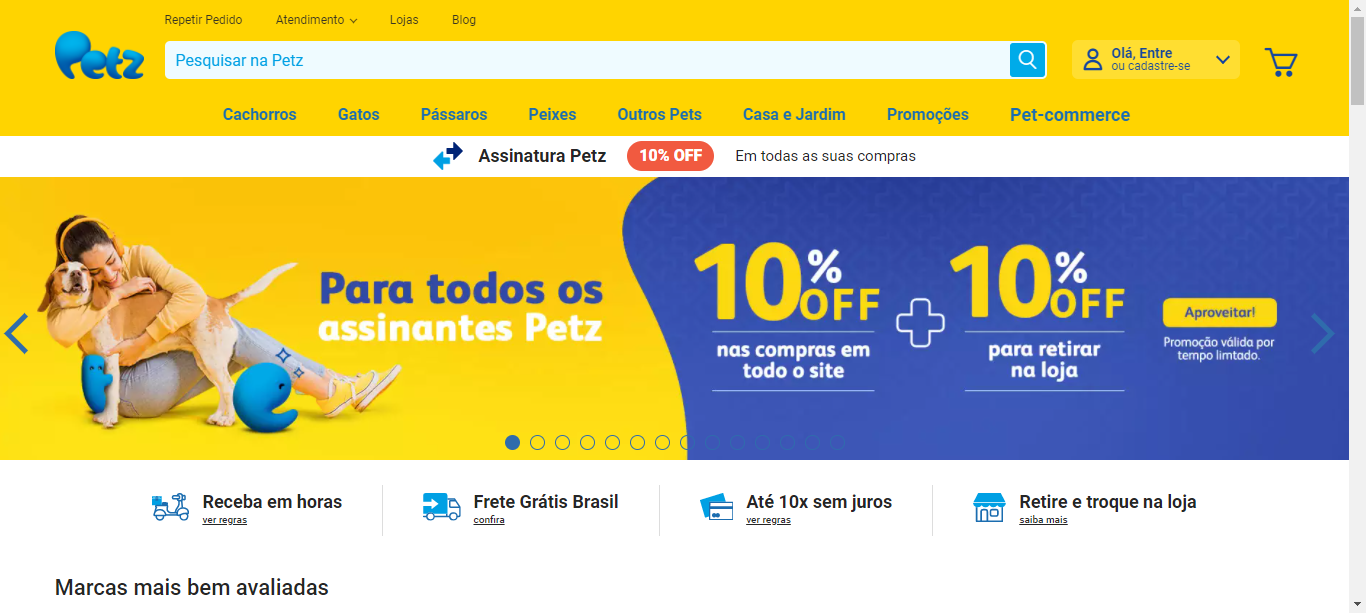 Repetir Pedido Atendimento Lojas Blog
Petz
Pesquisar na Petz
Olá, Entre
ou cadastre-se
Cachorros Gatos Pássaros Peixes Outros Pets Casa e Jardim Promoções Pet-commerce
Assinatura Petz 10% OFF Em todas as suas compras
Para todos os
assinantes Petz
10% OFF
nas compras em
todo o site
10% OFF
para retirar
na loja
Aproveitar!
Promoção válida por
tempo limtado.
Receba em horas
ver regras
Frete Grátis Brasil
confira
Até 10x sem juros
ver regras
Retire e troque na loja
saiba mais
Marcas mais bem avaliadas